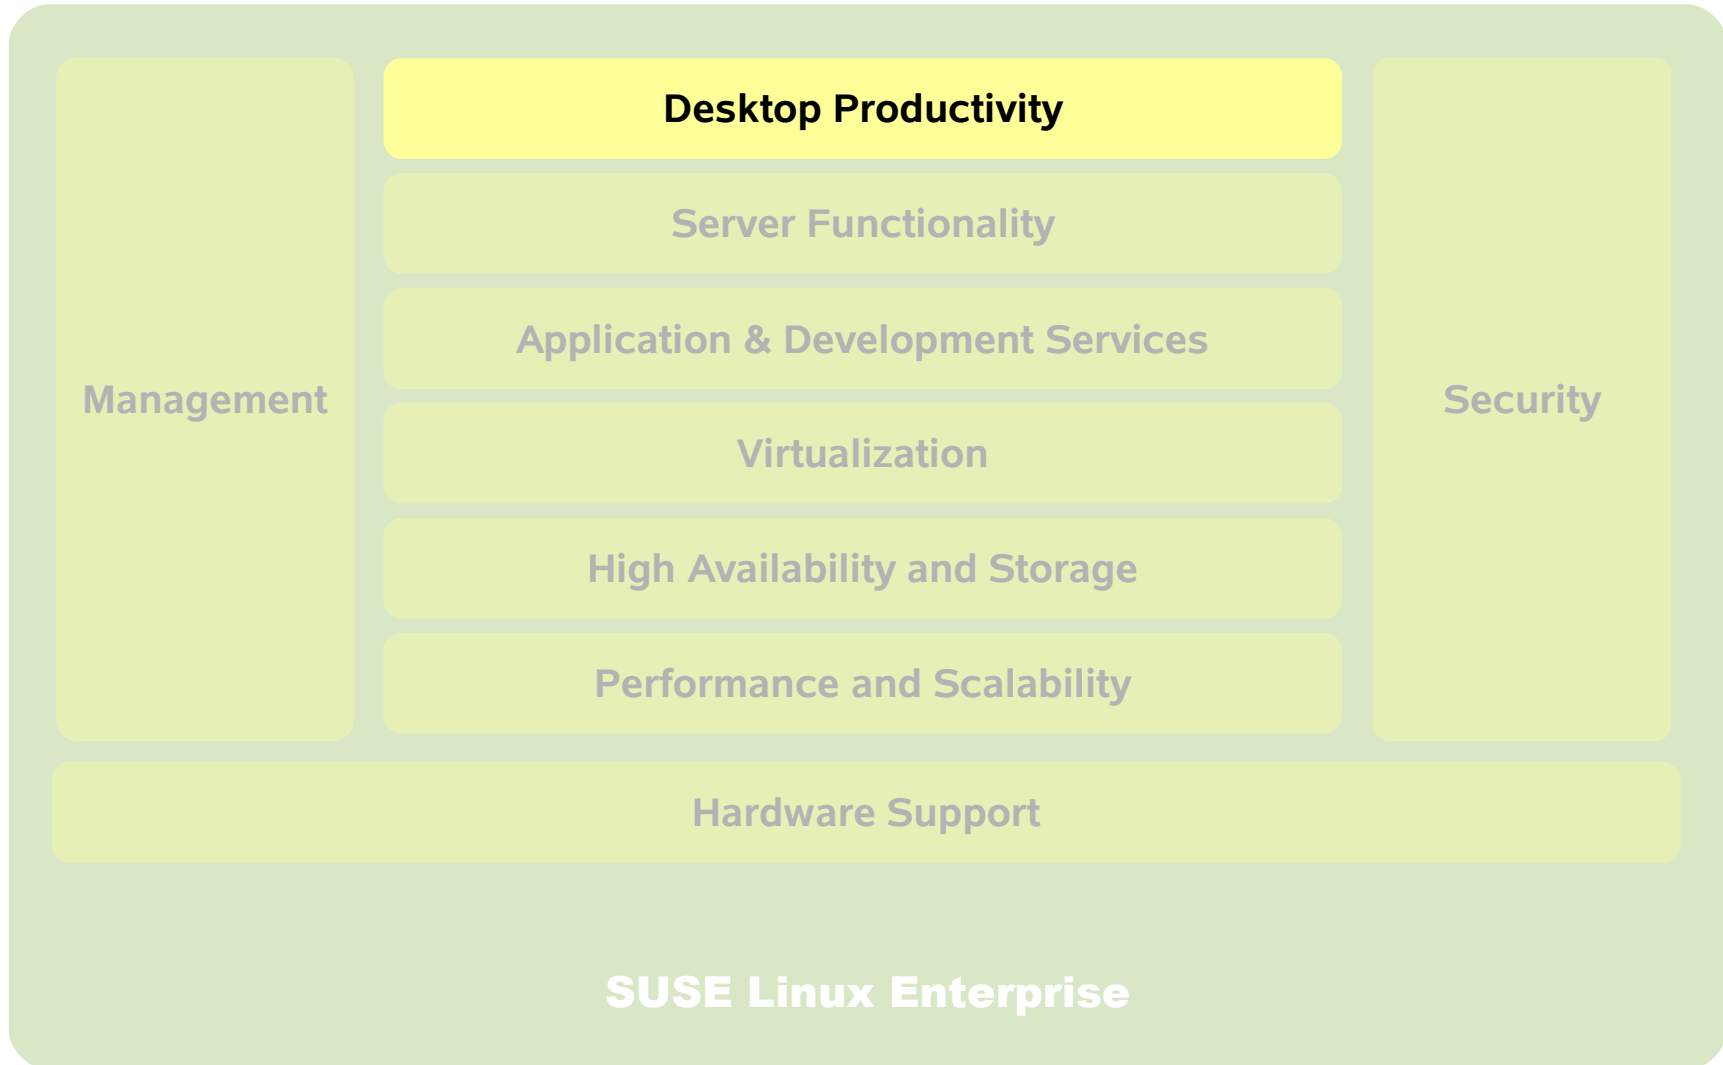 Desktop Productivity
Server Functionality
Application & Development Services
Management
Security
Virtualization
High Availability and Storage
Performance and Scalability
Hardware Support
SUSE Linux Enterprise